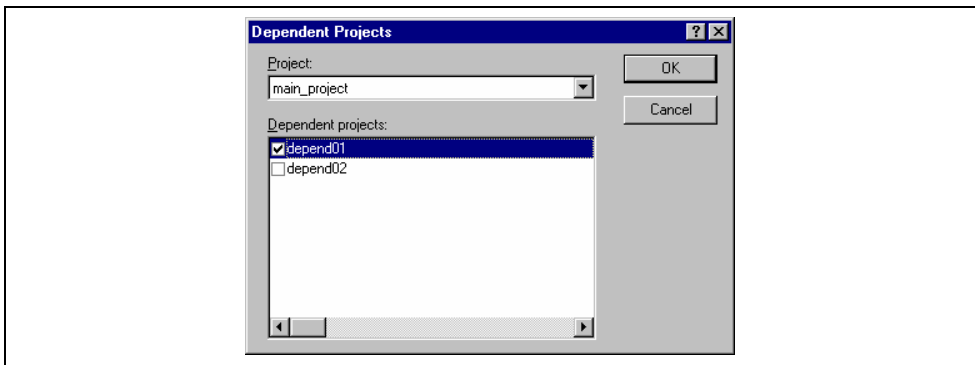 Dependent Projects
Project:
main_project
OK
Cancel
Dependent projects:
depend01
depend02